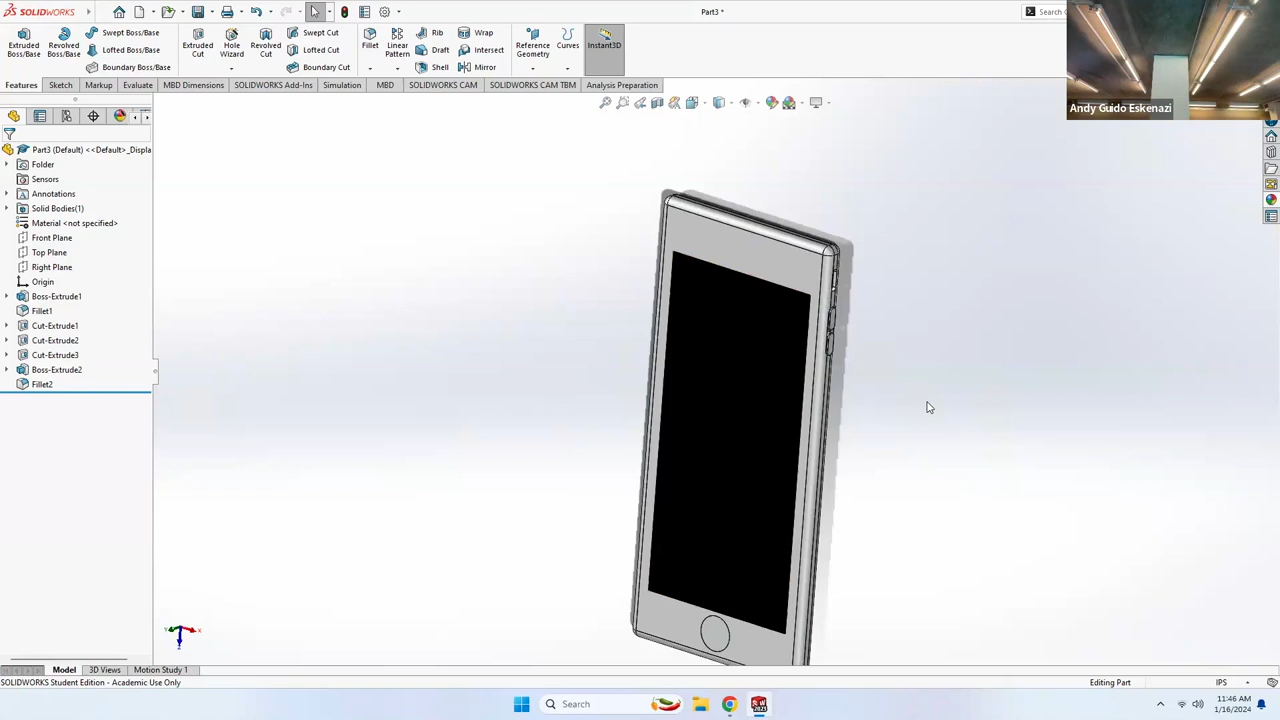 SOLIDWORKS
Part3 *
Search C
Extruded Boss/Base
Revolved Boss/Base
Swept Boss/Base
Lofted Boss/Base
Boundary Boss/Base
Extruded Cut
Hole Wizard
Revolved Cut
Swept Cut
Lofted Cut
Boundary Cut
Fillet
Linear Pattern
Rib
Draft
Shell
Wrap
Intersect
Mirror
Reference Geometry
Curves
Instant3D
Features
Sketch
Markup
Evaluate
MBD Dimensions
SOLIDWORKS Add-Ins
Simulation
MBD
SOLIDWORKS CAM
SOLIDWORKS CAM TBM
Analysis Preparation
Andy Guido Eskenazi
Part3 (Default) <<Default>_Displa
Folder
Sensors
Annotations
Solid Bodies(1)
Material <not specified>
Front Plane
Top Plane
Right Plane
Origin
Boss-Extrude1
Fillet1
Cut-Extrude1
Cut-Extrude2
Cut-Extrude3
Boss-Extrude2
Fillet2
Y
X
Z
Model
3D Views
Motion Study 1
SOLIDWORKS Student Edition - Academic Use Only
Editing Part
IPS
Search
11:46 AM
1/16/2024